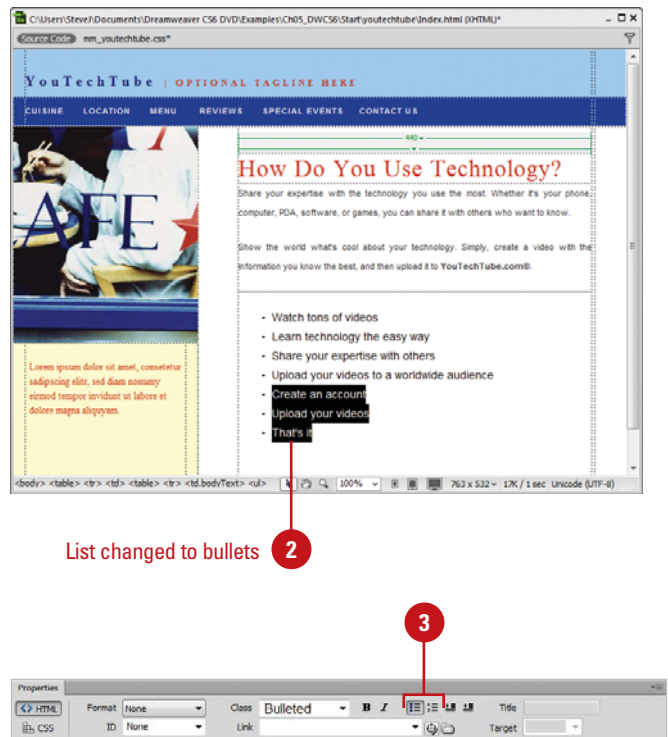 C:\Users\SteveJ\Documents\Dreamweaver CS6 DVD\Examples\Ch05_DWCS6\Start\youtechtube\Index.html (XHTML)*
Source Code mm_youtechtube.css*
YouTechTube | OPTIONAL TAGLINE HERE
CUISINE LOCATION MENU REVIEWS SPECIAL EVENTS CONTACT US
AFE
How Do You Use Technology?
Share your expertise with the technology you use the most. Whether it's your phone,
computer, PDA, software, or games, you can share it with others who want to know.
Show the world what's cool about your technology. Simply, create a video with the
information you know the best, and then upload it to YouTechTube.com®.
- Watch tons of videos
- Learn technology the easy way
- Share your expertise with others
- Upload your videos to a worldwide audience
- Create an account
- Upload your videos
- That's it
Lorem ipsum dolor sit amet, consetetur
sadipscing elitr, sed diam nonumy
eirmod tempor invidunt ut labore et
dolore magna aliquyam.
<body> <table> <tr> <td> <table> <tr> <td.bodyText> <ul> 100% 763 x 532 17K / 1 sec Unicode (UTF-8)
List changed to bullets 2
3
Properties
<> HTML Format None Class Bulleted B I Title
CSS ID None Link Target